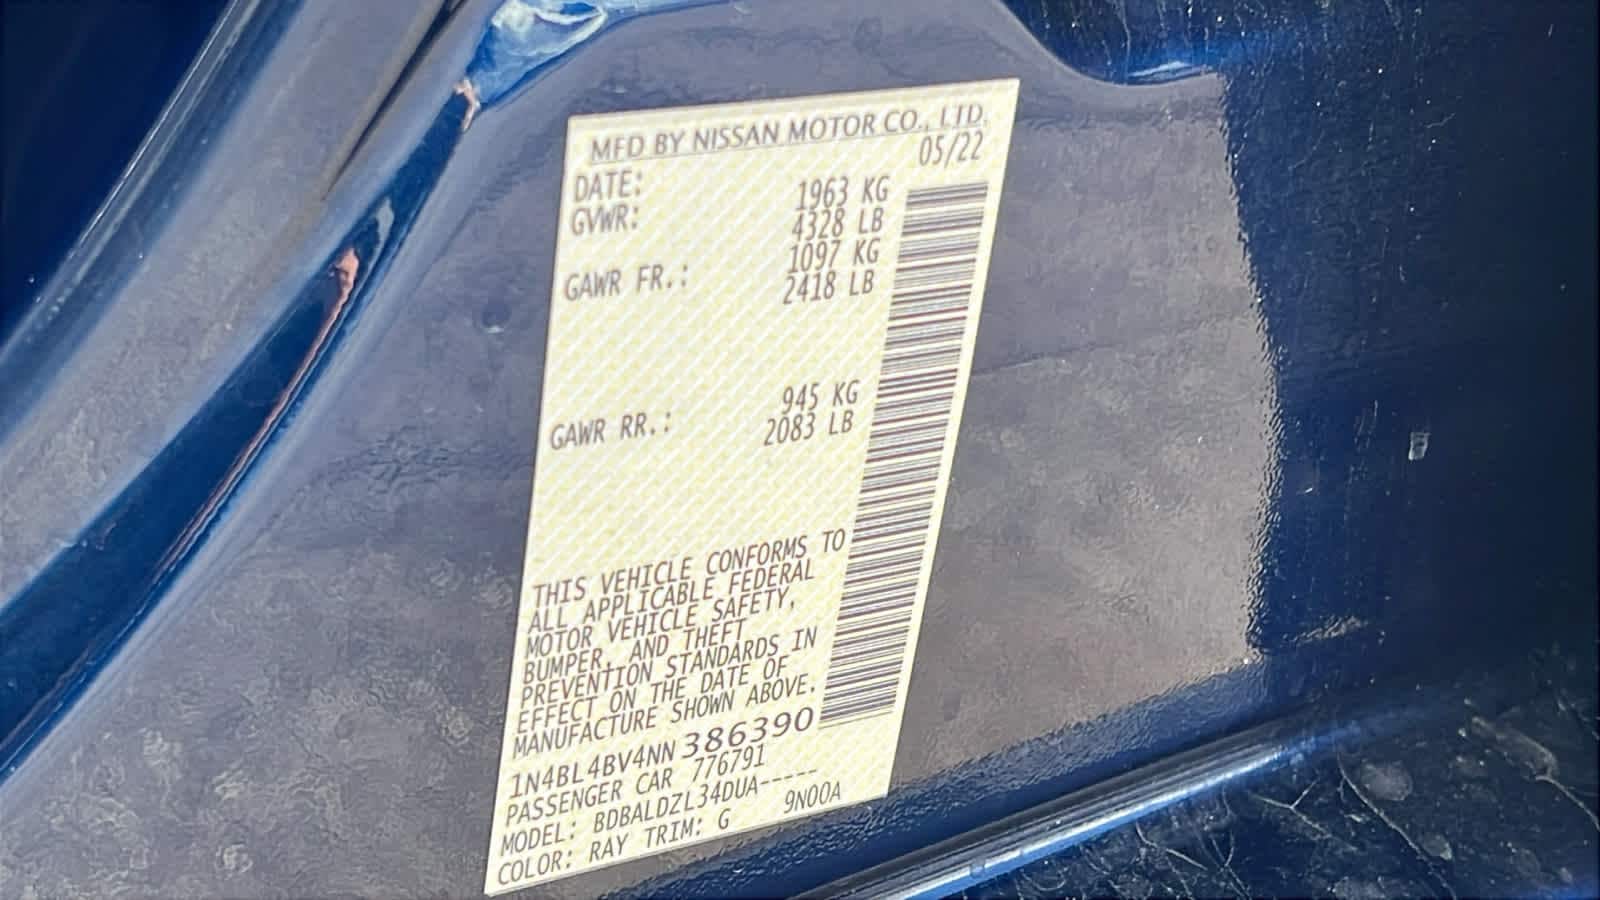 MFD BY NISSAN MOTOR CO., LTD.
DATE: 05/22
GVWR: 1963 KG
4328 LB
GAWR FR.: 1097 KG
2418 LB
GAWR RR.: 945 KG
2083 LB
THIS VEHICLE CONFORMS TO
ALL APPLICABLE FEDERAL
MOTOR VEHICLE SAFETY,
BUMPER, AND THEFT
PREVENTION STANDARDS IN
EFFECT ON THE DATE OF
MANUFACTURE SHOWN ABOVE.
1N4BL4BV4NN386390
PASSENGER CAR 776791
MODEL: BDBALDZL34DUA-----
COLOR: RAY TRIM: G 9N00A